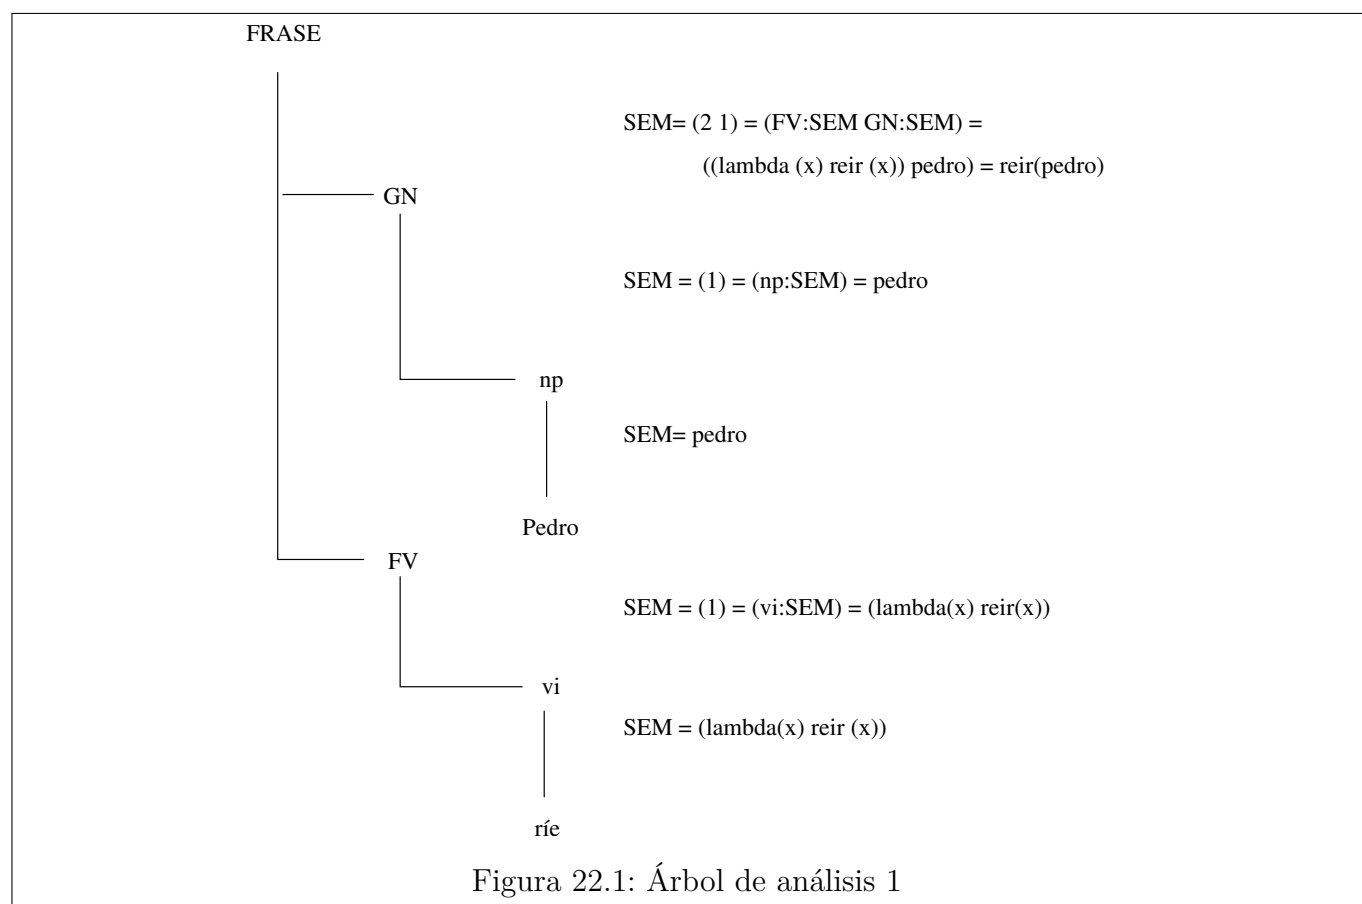 FRASE
SEM= (2 1) = (FV:SEM GN:SEM) =
((lambda (x) reir (x)) pedro) = reir(pedro)
GN
SEM = (1) = (np:SEM) = pedro
np
SEM= pedro
Pedro
FV
SEM = (1) = (vi:SEM) = (lambda(x) reir(x))
vi
SEM = (lambda(x) reir (x))
ríe
Figura 22.1: Árbol de análisis 1